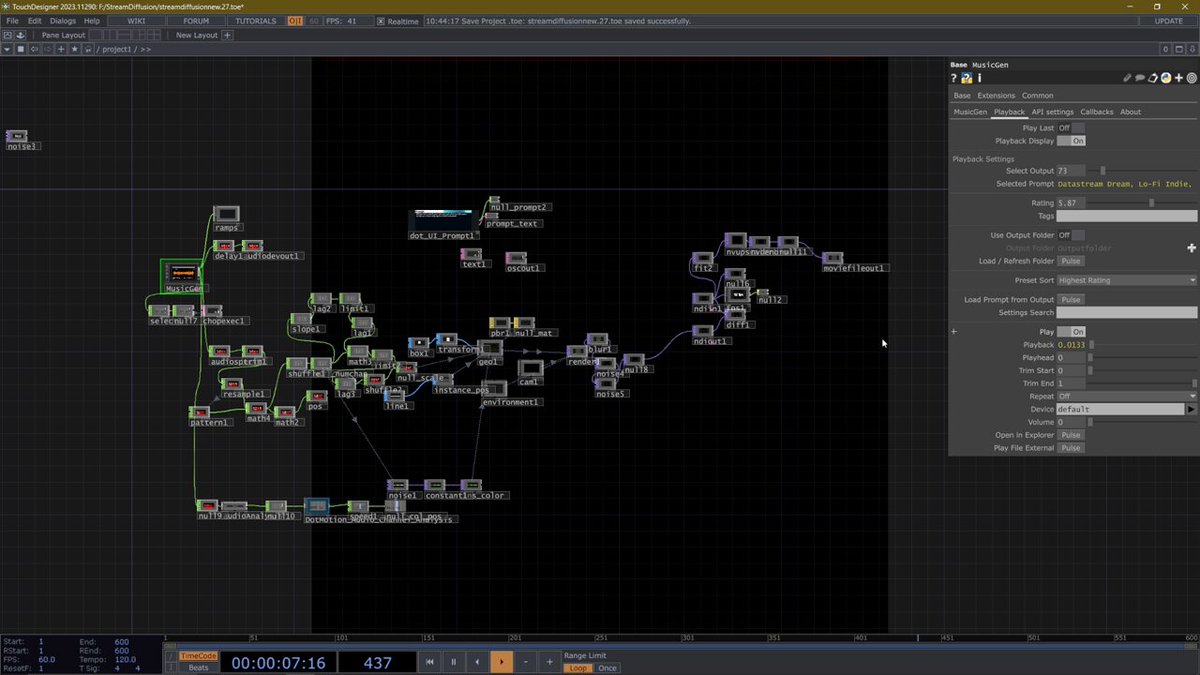 TouchDesigner 2023.11290: F:/StreamDiffusion/streamdiffusionnew.27.toe*
File Edit Dialogs Help WIKI FORUM TUTORIALS O|I 60 FPS: 41 Realtime 10:44:17 Save Project .toe: streamdiffusionnew.27.toe saved successfully. UPDATE
Pane Layout New Layout +
/ project1 / >>
0
Base MusicGen
Base Extensions Common
MusicGen Playback API settings Callbacks About
Play Last Off
Playback Display On
Playback Settings
Select Output 73
Selected Prompt Datastream Dream, Lo-Fi Indie.
Rating 5.87
Tags
Use Output Folder Off
Output Folder Outputfolder
Load / Refresh Folder Pulse
Preset Sort Highest Rating
Load Prompt from Output Pulse
Settings Search
Play On
Playback 0.0133
Playhead 0
Trim Start 0
Trim End 1
Repeat Off
Device default
Volume 0
Open in Explorer Pulse
Play File External Pulse
noise3
ramps
null_prompt2
prompt_text
dot_UI_Prompt1
delay1 udiodevout1
text1
oscout1
fit2
null1
moviefileout1
MusicGen
null6
null2
null7 chopexec1
lag2 limit1
ndiin1
slope1
lag1
diff1
pbr1 null_mat
ndiout1
box1 transform1
blur1
audiosp trim1
math3
geo1
render1
shuffle1
null8
null_scale
noise4
cam1
resample1
lag3
shuffle2
instance_pos
noise5
pos
line1
environment1
pattern1
math4
math2
noise1 constant1 s_color
null9 udioAnal null10 DotMotion_Audio_Channel_Analysis
speed1 null_col_pos
1 51 101 151 201 251 301 351 401 451 501 551 600
Start: 1 End: 600
RStart: 1 REnd: 600
FPS: 60.0 Tempo: 120.0
ResetF: 1 T Sig: 4 4
TimeCode
Beats
00:00:07:16
437
Range Limit
Loop Once